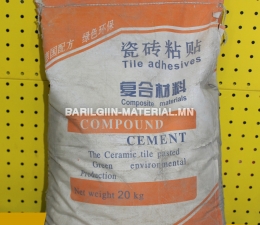 国配方 绿色环保
瓷砖粘贴
Tile adhesives
复合材料
Composite materials
BARILGIIN-MATERIAL.MN
COMPOUND
CEMENT
The Ceramic tile pasted
Green environmental
Production
Net weight 20 kg